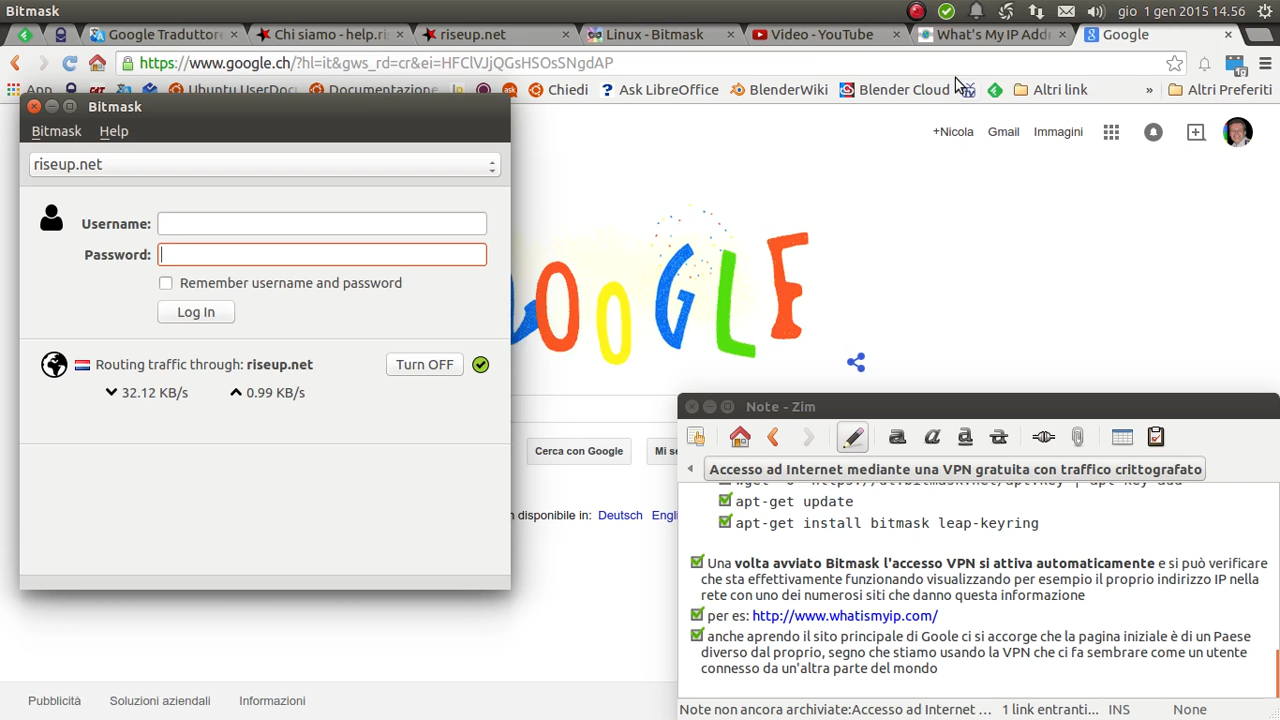 Bitmask
gio 1 gen 2015 14.56
Google Traduttore
Chi siamo - help.ri
riseup.net
Linux - Bitmask
Video - YouTube
What's My IP Add
Google
https://www.google.ch/?hl=it&gws_rd=cr&ei=HFClVJjQGsHSOsSNgdAP
App
Ubuntu UserDoc
Documentazione
Chiedi
Ask LibreOffice
BlenderWiki
Blender Cloud
Altri link
»
Altri Preferiti
Bitmask
Bitmask Help
riseup.net
Username:
Password:
Remember username and password
Log In
Routing traffic through: riseup.net
Turn OFF
32.12 KB/s 0.99 KB/s
+Nicola Gmail Immagini
OOGLE
Cerca con Google
Mi se
disponibile in: Deutsch Engli
Pubblicità Soluzioni aziendali Informazioni
Note - Zim
Accesso ad Internet mediante una VPN gratuita con traffico crittografato
apt-get update
apt-get install bitmask leap-keyring
Una volta avviato Bitmask l'accesso VPN si attiva automaticamente e si può verificare
che sta effettivamente funzionando visualizzando per esempio il proprio indirizzo IP nella
rete con uno dei numerosi siti che danno questa informazione
per es: http://www.whatismyip.com/
anche aprendo il sito principale di Goole ci si accorge che la pagina iniziale è di un Paese
diverso dal proprio, segno che stiamo usando la VPN che ci fa sembrare come un utente
connesso da un'altra parte del mondo
Note non ancora archiviate:Accesso ad Internet ...
1 link entranti...
INS
None